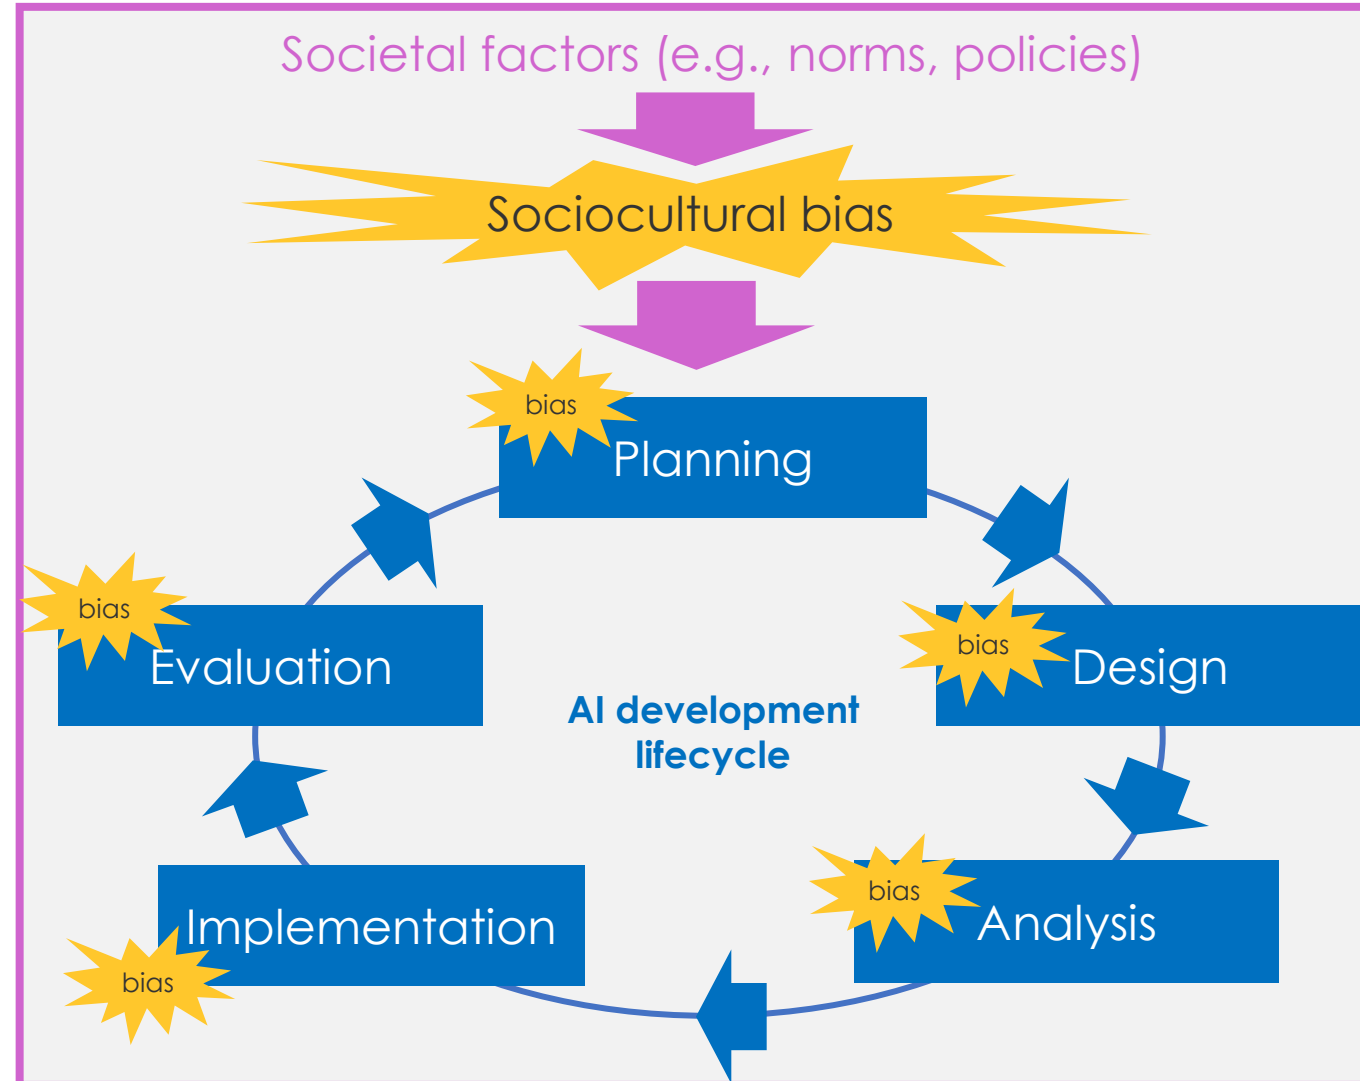 Societal factors (e.g., norms, policies)
Sociocultural bias
bias
Planning
bias
Evaluation
bias
Design
AI development
lifecycle
bias
Implementation
bias
Analysis